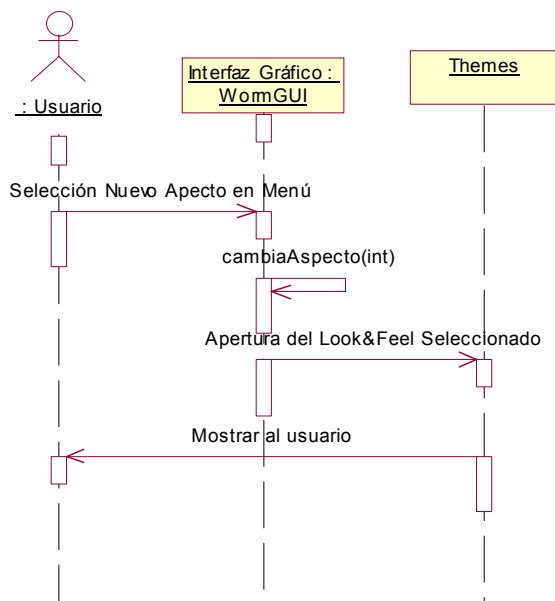 Interfaz Gráfico :
WormGUI
Themes
: Usuario
Selección Nuevo Apecto en Menú
cambiaAspecto(int)
Apertura del Look&Feel Seleccionado
Mostrar al usuario